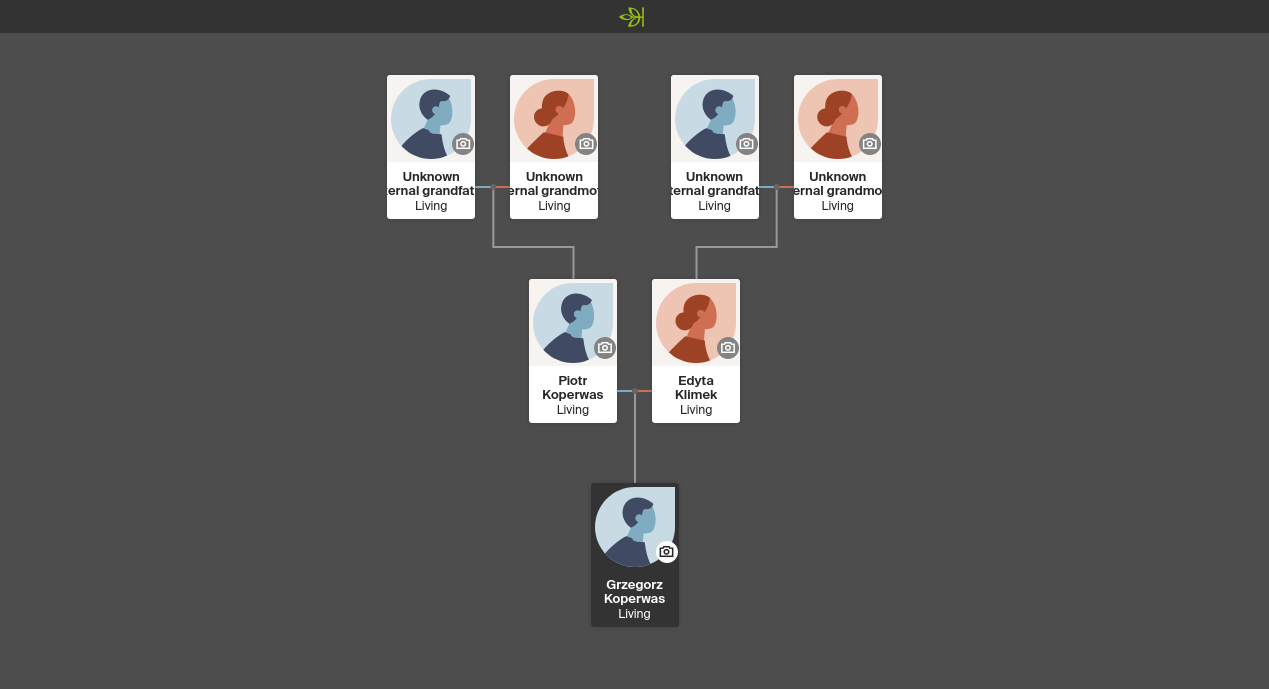 Unknown
ernal grandfat
Living
Unknown
ernal grandmot
Living
Unknown
ternal grandfat
Living
Unknown
ernal grandmo
Living
Piotr
Koperwas
Living
Edyta
Klimek
Living
Grzegorz
Koperwas
Living